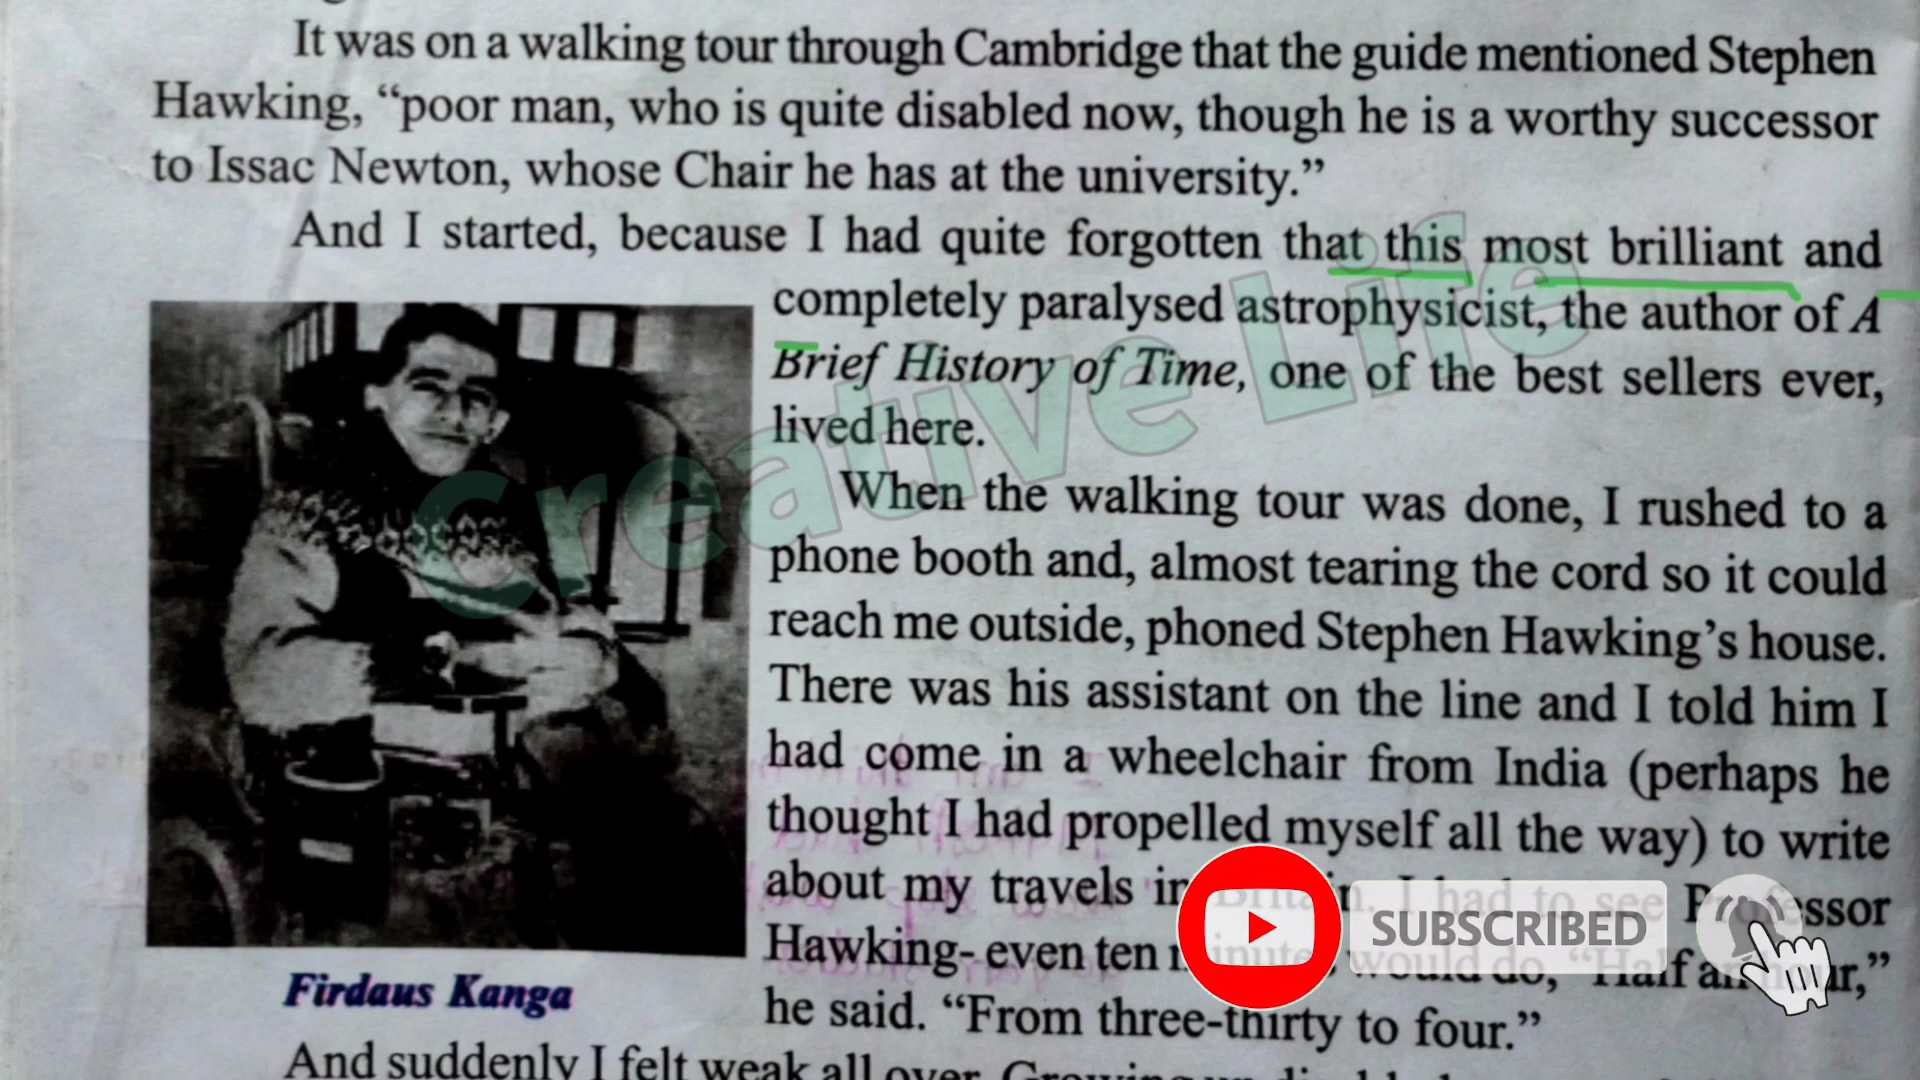 It was on a walking tour through Cambridge that the guide mentioned Stephen
Hawking, “poor man, who is quite disabled now, though he is a worthy successor
to Issac Newton, whose Chair he has at the university.”
And I started, because I had quite forgotten that this most brilliant and
completely paralysed astrophysicist, the author of A
Brief History of Time, one of the best sellers ever,
lived here.
When the walking tour was done, I rushed to a
phone booth and, almost tearing the cord so it could
reach me outside, phoned Stephen Hawking’s house.
There was his assistant on the line and I told him I
had come in a wheelchair from India (perhaps he
thought I had propelled myself all the way) to write
about my travels in Britain. I had to see Professor
Hawking- even ten minutes would do, “Half an hour,”
he said. “From three-thirty to four.”
Firdaus Kanga
And suddenly I felt weak all over. Growing up disabled
Creative Life
SUBSCRIBED